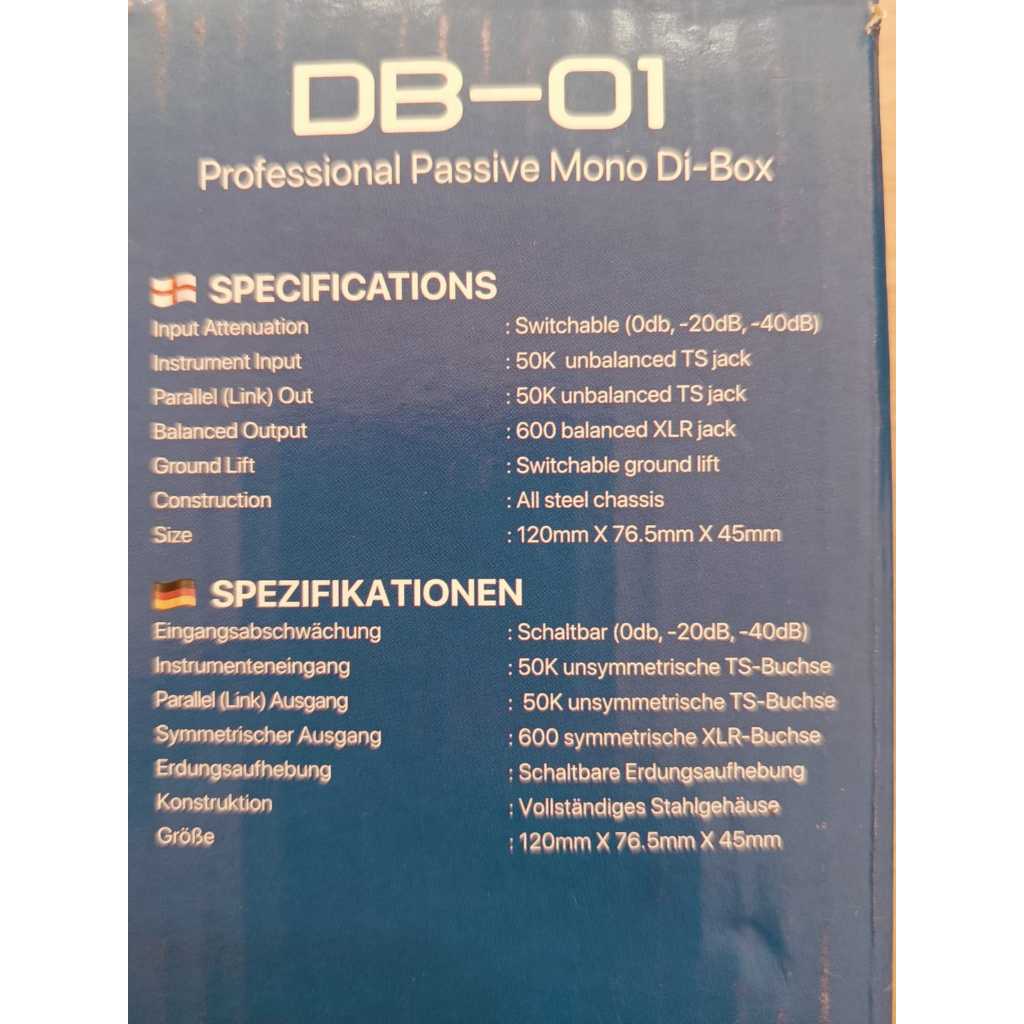 DB-01
Professional Passive Mono Di-Box
SPECIFICATIONS
Input Attenuation : Switchable (0db, -20dB, -40dB)
Instrument Input : 50K unbalanced TS jack
Parallel (Link) Out : 50K unbalanced TS jack
Balanced Output : 600 balanced XLR jack
Ground Lift : Switchable ground lift
Construction : All steel chassis
Size : 120mm X 76.5mm X 45mm
SPEZIFIKATIONEN
Eingangsabschwächung : Schaltbar (0db, -20dB, -40dB)
Instrumenteneingang : 50K unsymmetrische TS-Buchse
Parallel (Link) Ausgang : 50K unsymmetrische TS-Buchse
Symmetrischer Ausgang : 600 symmetrische XLR-Buchse
Erdungsaufhebung : Schaltbare Erdungsaufhebung
Konstruktion : Vollständiges Stahlgehäuse
Größe : 120mm X 76.5mm X 45mm